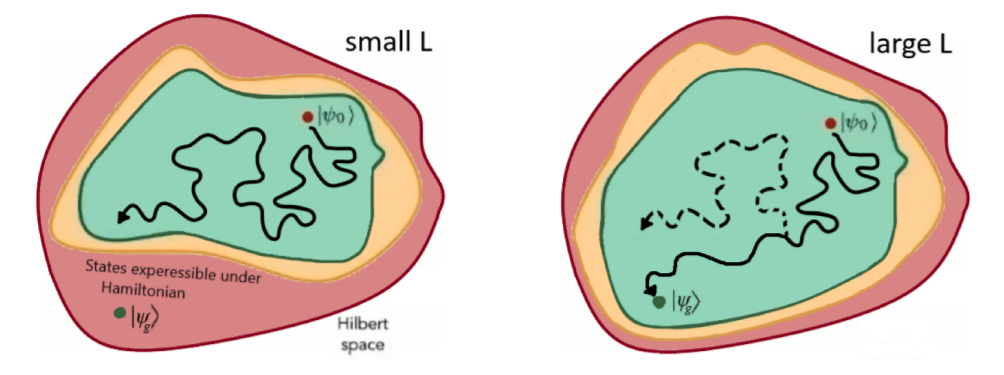 small L
|ψ0⟩
States experessible under
Hamiltonian
|ψg⟩
Hilbert
space
large L
|ψ0⟩
|ψg⟩